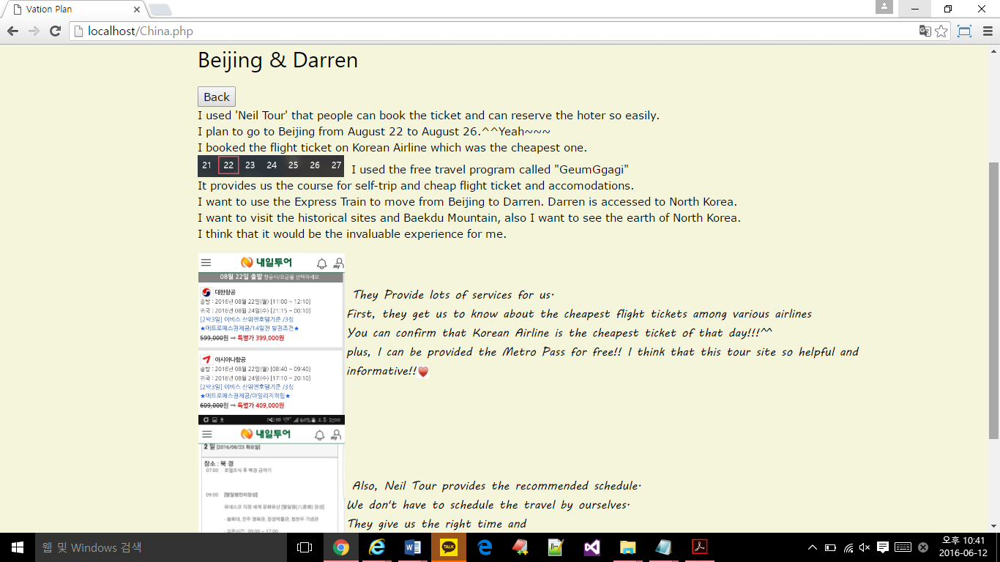 Vation Plan
localhost/China.php
Beijing & Darren
Back
I used 'Neil Tour' that people can book the ticket and can reserve the hoter so easily.
I plan to go to Beijing from August 22 to August 26.^^Yeah~~~
I booked the flight ticket on Korean Airline which was the cheapest one.
21 22 23 24 25 26 27 I used the free travel program called "GeumGgagi"
It provides us the course for self-trip and cheap flight ticket and accomodations.
I want to use the Express Train to move from Beijing to Darren. Darren is accessed to North Korea.
I want to visit the historical sites and Baekdu Mountain, also I want to see the earth of North Korea.
I think that it would be the invaluable experience for me.
내일투어
my
08월 22일 출발 항공사/요금을 선택하세요
대한항공
출발 : 2016년 08월 22일(월) [11:00 ~ 12:10]
귀국 : 2016년 08월 24일(수) [21:15 ~ 00:10]
[2박3일] 이비스 산위엔호텔기준 /3성
★메트로패스권제공/14일전 발권조건★
599,000원 ⇨ 특별가 399,000원
아시아나항공
출발 : 2016년 08월 22일(월) [08:40 ~ 09:40]
귀국 : 2016년 08월 24일(수) [17:10 ~ 20:10]
[2박3일] 이비스 산위엔호텔기준 /3성
★메트로패스권제공/마일리지적립★
609,000원 ⇨ 특별가 409,000원
They Provide lots of services for us.
First, they get us to know about the cheapest flight tickets among various airlines
You can confirm that Korean Airline is the cheapest ticket of that day!!!^^
plus, I can be provided the Metro Pass for free!! I think that this tour site so helpful and
informative!!
60% 오후 2:00
내일투어
my
2 일 [2016/08/23 화요일]
장소 : 북 경
07:00 호텔조식 후 북경 금까기
09:00 [팔달령만리장성]
유네스코 지정 세계 문화유산 [팔달령(八達嶺) 장성]
- 봉화대, 전주 영화관, 장성박물관, 첨천우 기념관
- 오픈시간 : 09:00 ~ 17:00
Also, Neil Tour provides the recommended schedule.
We don't have to schedule the travel by ourselves.
They give us the right time and
웹 및 Windows 검색
TALK
오후 10:41
2016-06-12